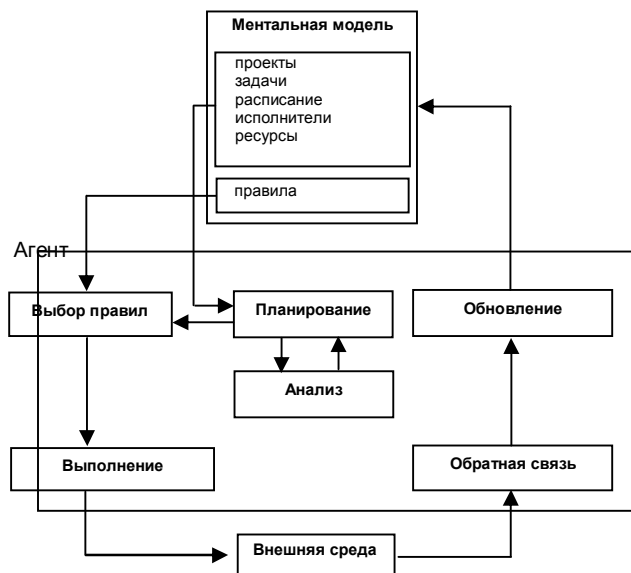 Ментальная модель
проекты
задачи
расписание
исполнители
ресурсы
правила
Агент
Выбор правил
Планирование
Обновление
Анализ
Выполнение
Обратная связь
Внешняя среда